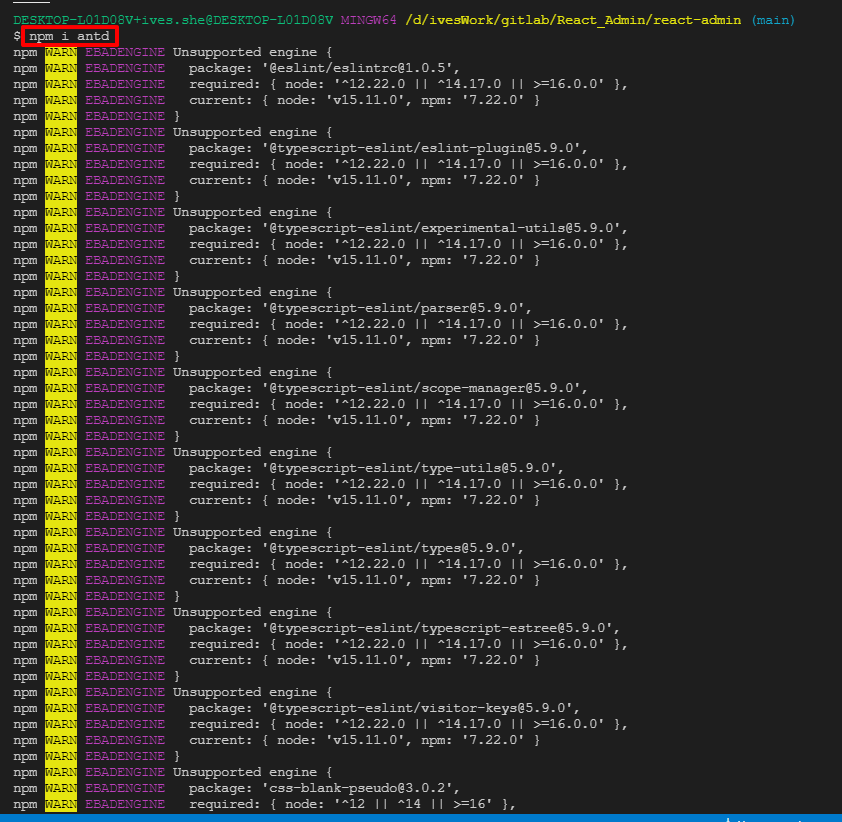 DESKTOP-L01D08V+ives.she@DESKTOP-L01D08V MINGW64 /d/ivesWork/gitlab/React_Admin/react-admin (main)
$ npm i antd
npm WARN EBADENGINE Unsupported engine {
npm WARN EBADENGINE   package: '@eslint/eslintrc@1.0.5',
npm WARN EBADENGINE   required: { node: '^12.22.0 || ^14.17.0 || >=16.0.0' },
npm WARN EBADENGINE   current: { node: 'v15.11.0', npm: '7.22.0' }
npm WARN EBADENGINE }
npm WARN EBADENGINE Unsupported engine {
npm WARN EBADENGINE   package: '@typescript-eslint/eslint-plugin@5.9.0',
npm WARN EBADENGINE   required: { node: '^12.22.0 || ^14.17.0 || >=16.0.0' },
npm WARN EBADENGINE   current: { node: 'v15.11.0', npm: '7.22.0' }
npm WARN EBADENGINE }
npm WARN EBADENGINE Unsupported engine {
npm WARN EBADENGINE   package: '@typescript-eslint/experimental-utils@5.9.0',
npm WARN EBADENGINE   required: { node: '^12.22.0 || ^14.17.0 || >=16.0.0' },
npm WARN EBADENGINE   current: { node: 'v15.11.0', npm: '7.22.0' }
npm WARN EBADENGINE }
npm WARN EBADENGINE Unsupported engine {
npm WARN EBADENGINE   package: '@typescript-eslint/parser@5.9.0',
npm WARN EBADENGINE   required: { node: '^12.22.0 || ^14.17.0 || >=16.0.0' },
npm WARN EBADENGINE   current: { node: 'v15.11.0', npm: '7.22.0' }
npm WARN EBADENGINE }
npm WARN EBADENGINE Unsupported engine {
npm WARN EBADENGINE   package: '@typescript-eslint/scope-manager@5.9.0',
npm WARN EBADENGINE   required: { node: '^12.22.0 || ^14.17.0 || >=16.0.0' },
npm WARN EBADENGINE   current: { node: 'v15.11.0', npm: '7.22.0' }
npm WARN EBADENGINE }
npm WARN EBADENGINE Unsupported engine {
npm WARN EBADENGINE   package: '@typescript-eslint/type-utils@5.9.0',
npm WARN EBADENGINE   required: { node: '^12.22.0 || ^14.17.0 || >=16.0.0' },
npm WARN EBADENGINE   current: { node: 'v15.11.0', npm: '7.22.0' }
npm WARN EBADENGINE }
npm WARN EBADENGINE Unsupported engine {
npm WARN EBADENGINE   package: '@typescript-eslint/types@5.9.0',
npm WARN EBADENGINE   required: { node: '^12.22.0 || ^14.17.0 || >=16.0.0' },
npm WARN EBADENGINE   current: { node: 'v15.11.0', npm: '7.22.0' }
npm WARN EBADENGINE }
npm WARN EBADENGINE Unsupported engine {
npm WARN EBADENGINE   package: '@typescript-eslint/typescript-estree@5.9.0',
npm WARN EBADENGINE   required: { node: '^12.22.0 || ^14.17.0 || >=16.0.0' },
npm WARN EBADENGINE   current: { node: 'v15.11.0', npm: '7.22.0' }
npm WARN EBADENGINE }
npm WARN EBADENGINE Unsupported engine {
npm WARN EBADENGINE   package: '@typescript-eslint/visitor-keys@5.9.0',
npm WARN EBADENGINE   required: { node: '^12.22.0 || ^14.17.0 || >=16.0.0' },
npm WARN EBADENGINE   current: { node: 'v15.11.0', npm: '7.22.0' }
npm WARN EBADENGINE }
npm WARN EBADENGINE Unsupported engine {
npm WARN EBADENGINE   package: 'css-blank-pseudo@3.0.2',
npm WARN EBADENGINE   required: { node: '^12 || ^14 || >=16' },